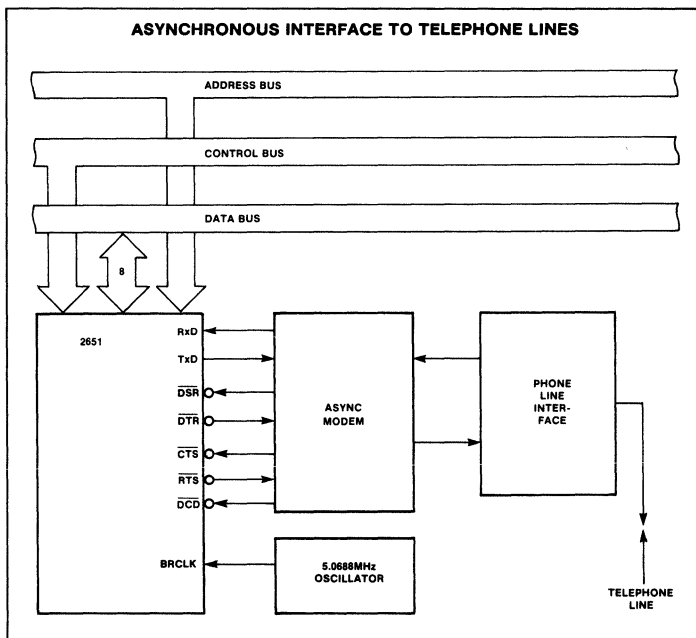 ASYNCHRONOUS INTERFACE TO TELEPHONE LINES
ADDRESS BUS
CONTROL BUS
DATA BUS
8
2651
RxD
TxD
DSR
DTR
CTS
RTS
DCD
BRCLK
ASYNC
MODEM
5.0688MHz
OSCILLATOR
PHONE
LINE
INTER-
FACE
TELEPHONE
LINE